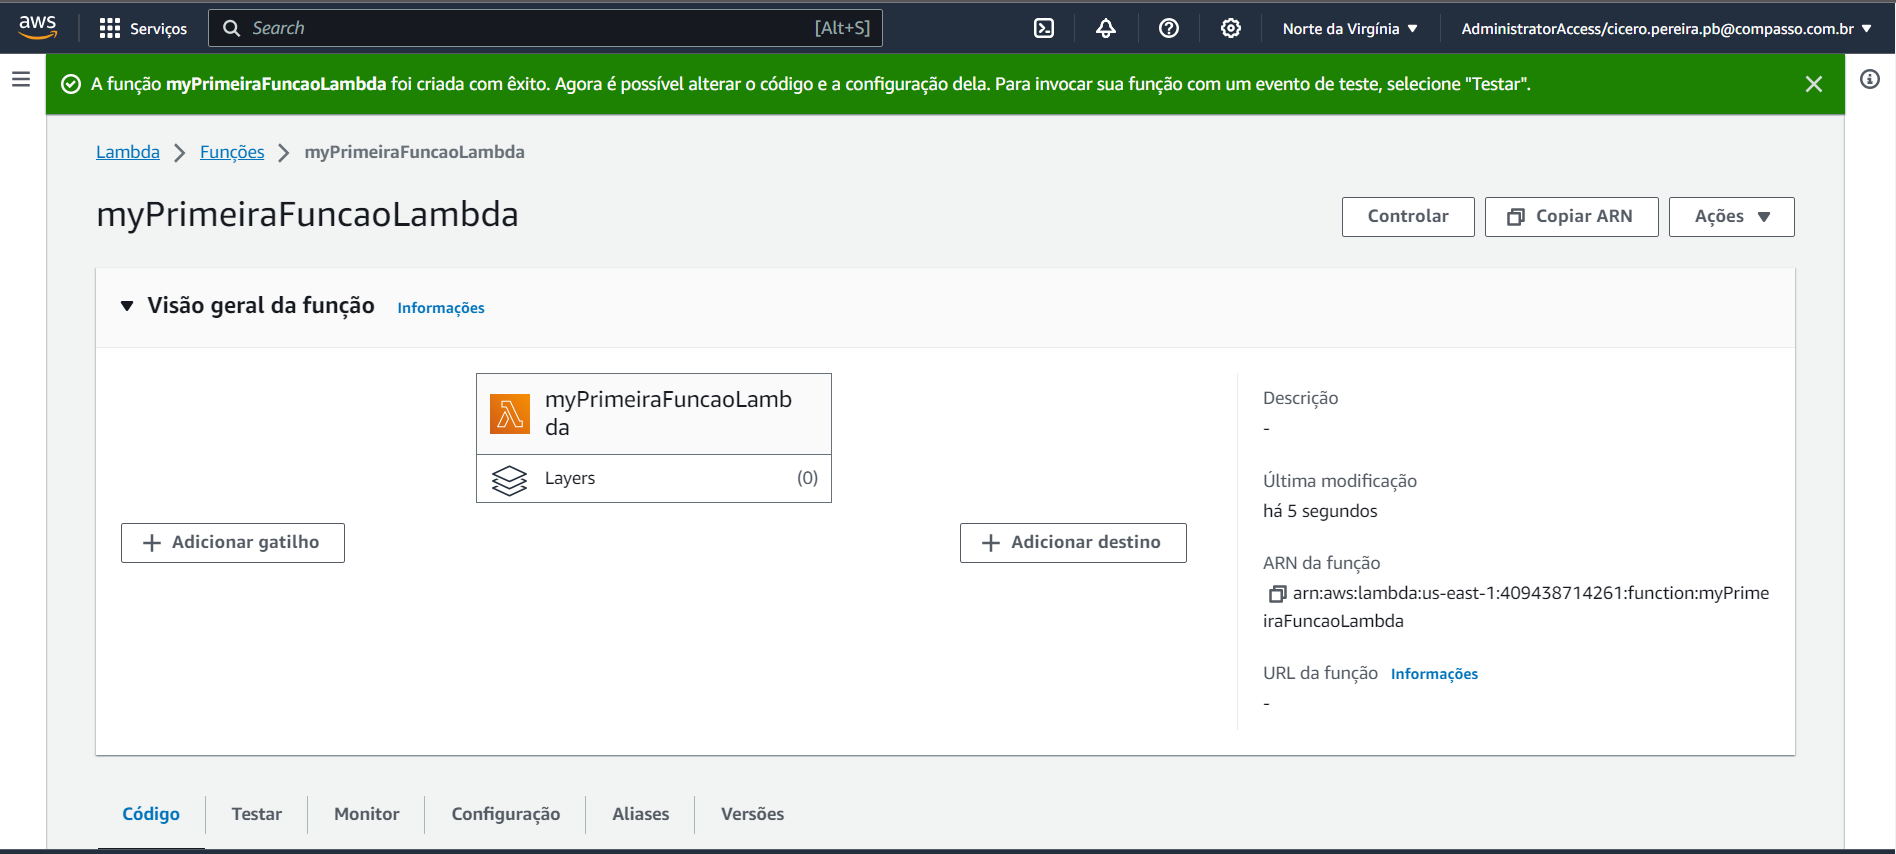 aws Serviços Search [Alt+S] Norte da Virgínia AdministratorAccess/cicero.pereira.pb@compasso.com.br
A função myPrimeiraFuncaoLambda foi criada com êxito. Agora é possível alterar o código e a configuração dela. Para invocar sua função com um evento de teste, selecione "Testar".
Lambda Funções myPrimeiraFuncaoLambda
myPrimeiraFuncaoLambda
Controlar Copiar ARN Ações
Visão geral da função Informações
myPrimeiraFuncaoLamb
da
Layers (0)
Adicionar gatilho
Adicionar destino
Descrição
-
Última modificação
há 5 segundos
ARN da função
arn:aws:lambda:us-east-1:409438714261:function:myPrime
iraFuncaoLambda
URL da função Informações
-
Código Testar Monitor Configuração Aliases Versões